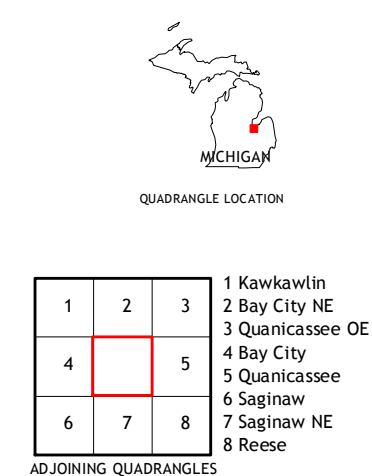 MICHIGAN
QUADRANGLE LOCATION
1 2 3
4 5
6 7 8
1 Kawkawlin
2 Bay City NE
3 Quanicassee OE
4 Bay City
5 Quanicassee
6 Saginaw
7 Saginaw NE
8 Reese
ADJOINING QUADRANGLES